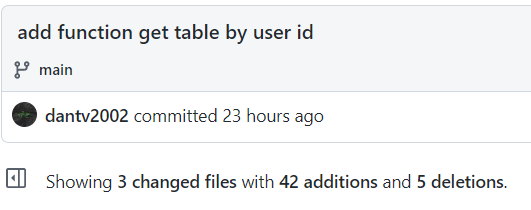 add function get table by user id
main
dantv2002 committed 23 hours ago
Showing 3 changed files with 42 additions and 5 deletions.